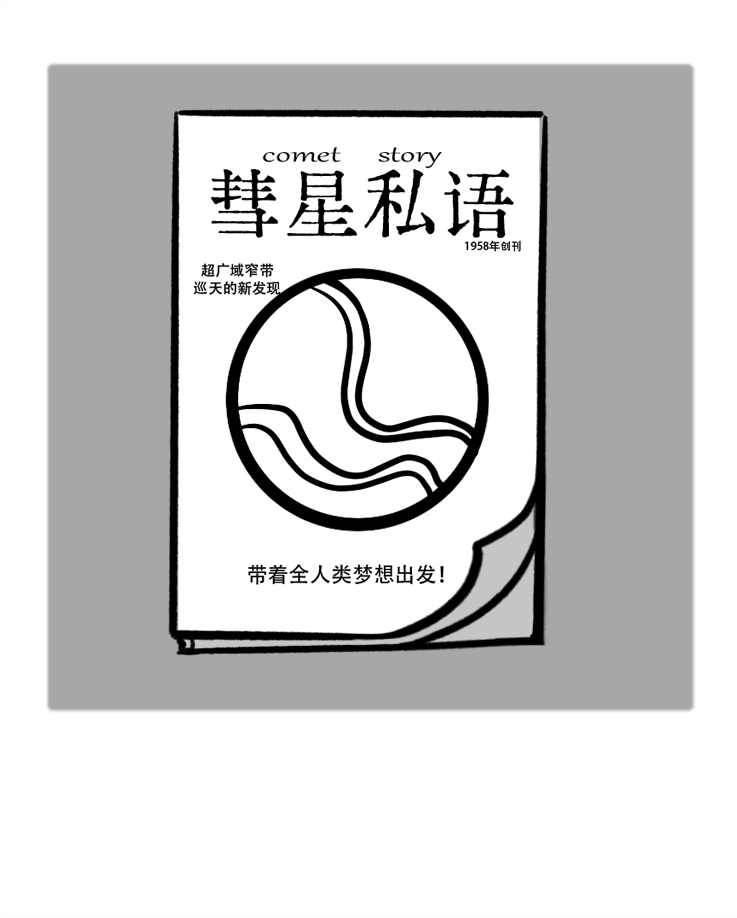 comet story
彗星私语
1958年创刊
超广域窄带
巡天的新发现
带着全人类梦想出发!